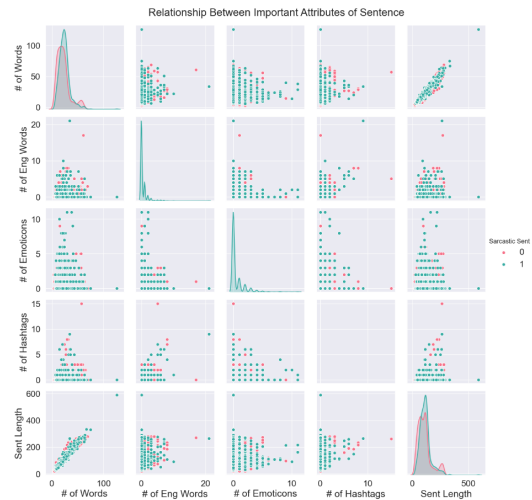 Relationship Between Important Attributes of Sentence
# of Words
100
50
0
# of Eng Words
20
10
0
# of Emoticons
10
5
0
# of Hashtags
15
10
5
0
Sent Length
600
400
200
0
0 100
# of Words
0 10 20
# of Eng Words
0 5 10
# of Emoticons
0 10
# of Hashtags
0 500
Sent Length
Sarcastic Sent
0
1